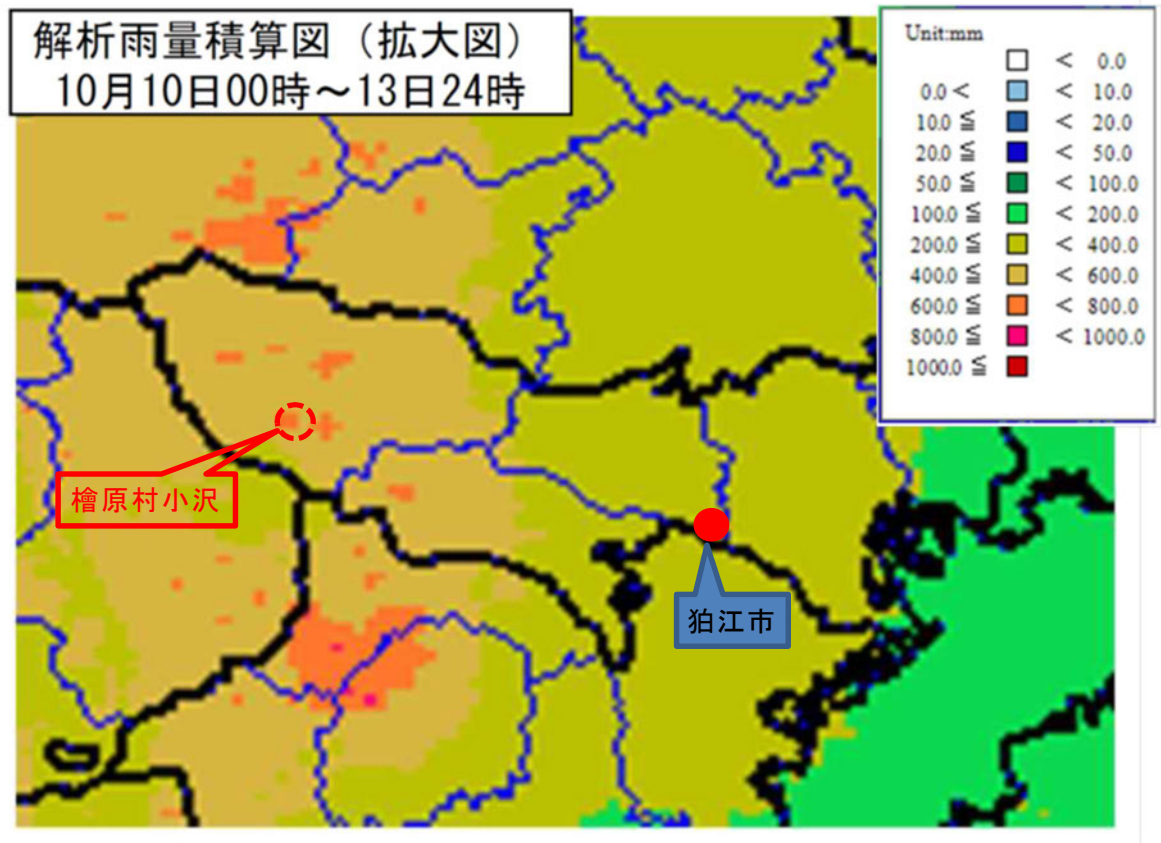 解析雨量積算図（拡大図）
10月10日00時～13日24時
Unit:mm
< 0.0
0.0 < < 10.0
10.0 ≦ < 20.0
20.0 ≦ < 50.0
50.0 ≦ < 100.0
100.0 ≦ < 200.0
200.0 ≦ < 400.0
400.0 ≦ < 600.0
600.0 ≦ < 800.0
800.0 ≦ < 1000.0
1000.0 ≦
檜原村小沢
狛江市